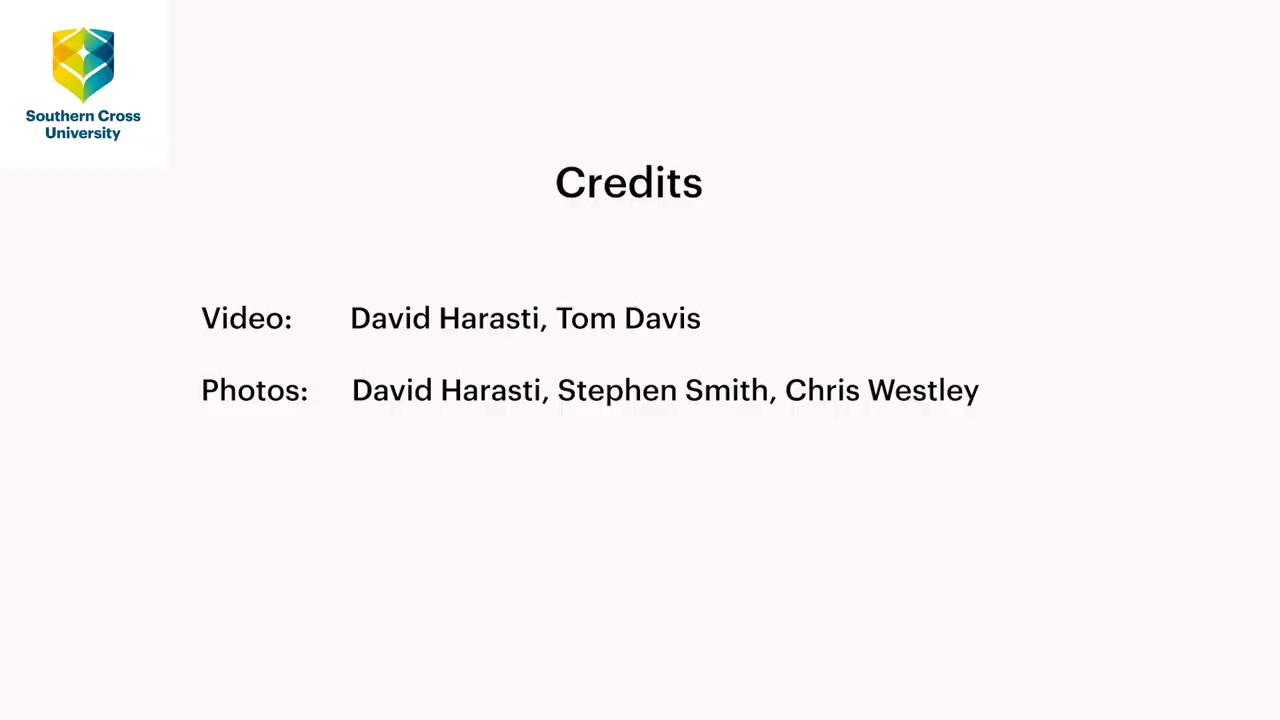 Southern Cross
University
Credits
Video: David Harasti, Tom Davis
Photos: David Harasti, Stephen Smith, Chris Westley